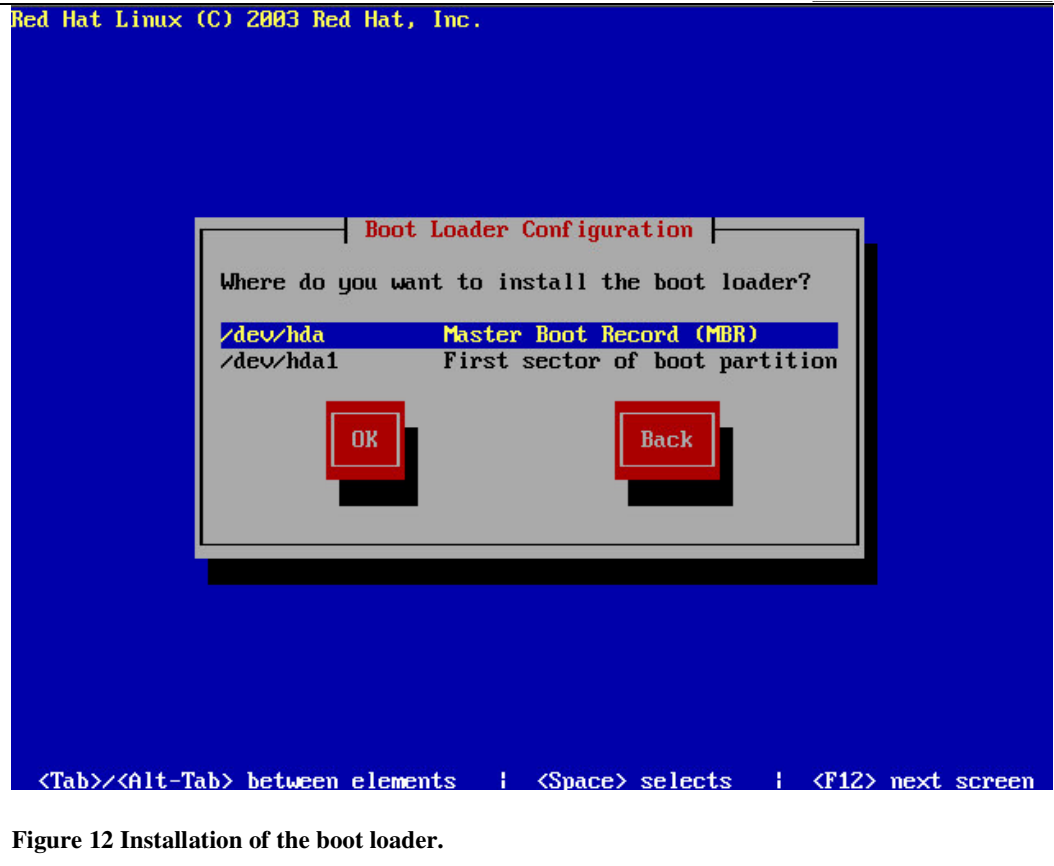 Red Hat Linux (C) 2003 Red Hat, Inc.
Boot Loader Configuration
Where do you want to install the boot loader?
/dev/hda Master Boot Record (MBR)
/dev/hda1 First sector of boot partition
OK Back
<Tab>/<Alt-Tab> between elements | <Space> selects | <F12> next screen
Figure 12 Installation of the boot loader.